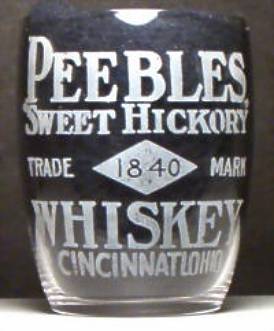 PEEBLES,
SWEET HICKORY
TRADE 1840 MARK
WHISKEY
CINCINNATI,OHIO